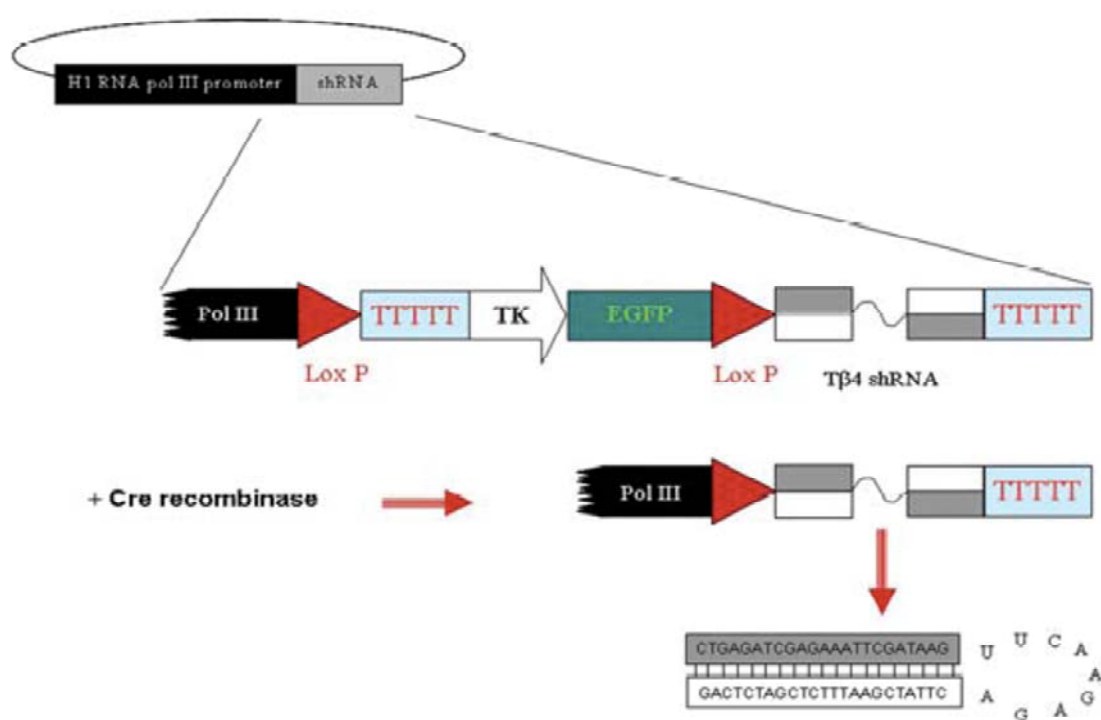 H1 RNA pol III promoter shRNA
Pol III TTTTT TK EGFP TTTTT
Lox P Lox P Tβ4 shRNA
+ Cre recombinase Pol III TTTTT
CTGAGATCGAGAAATTCGATAAG U U C A A G A G A
GACTCTAGCTCTTTAAGCTATTC